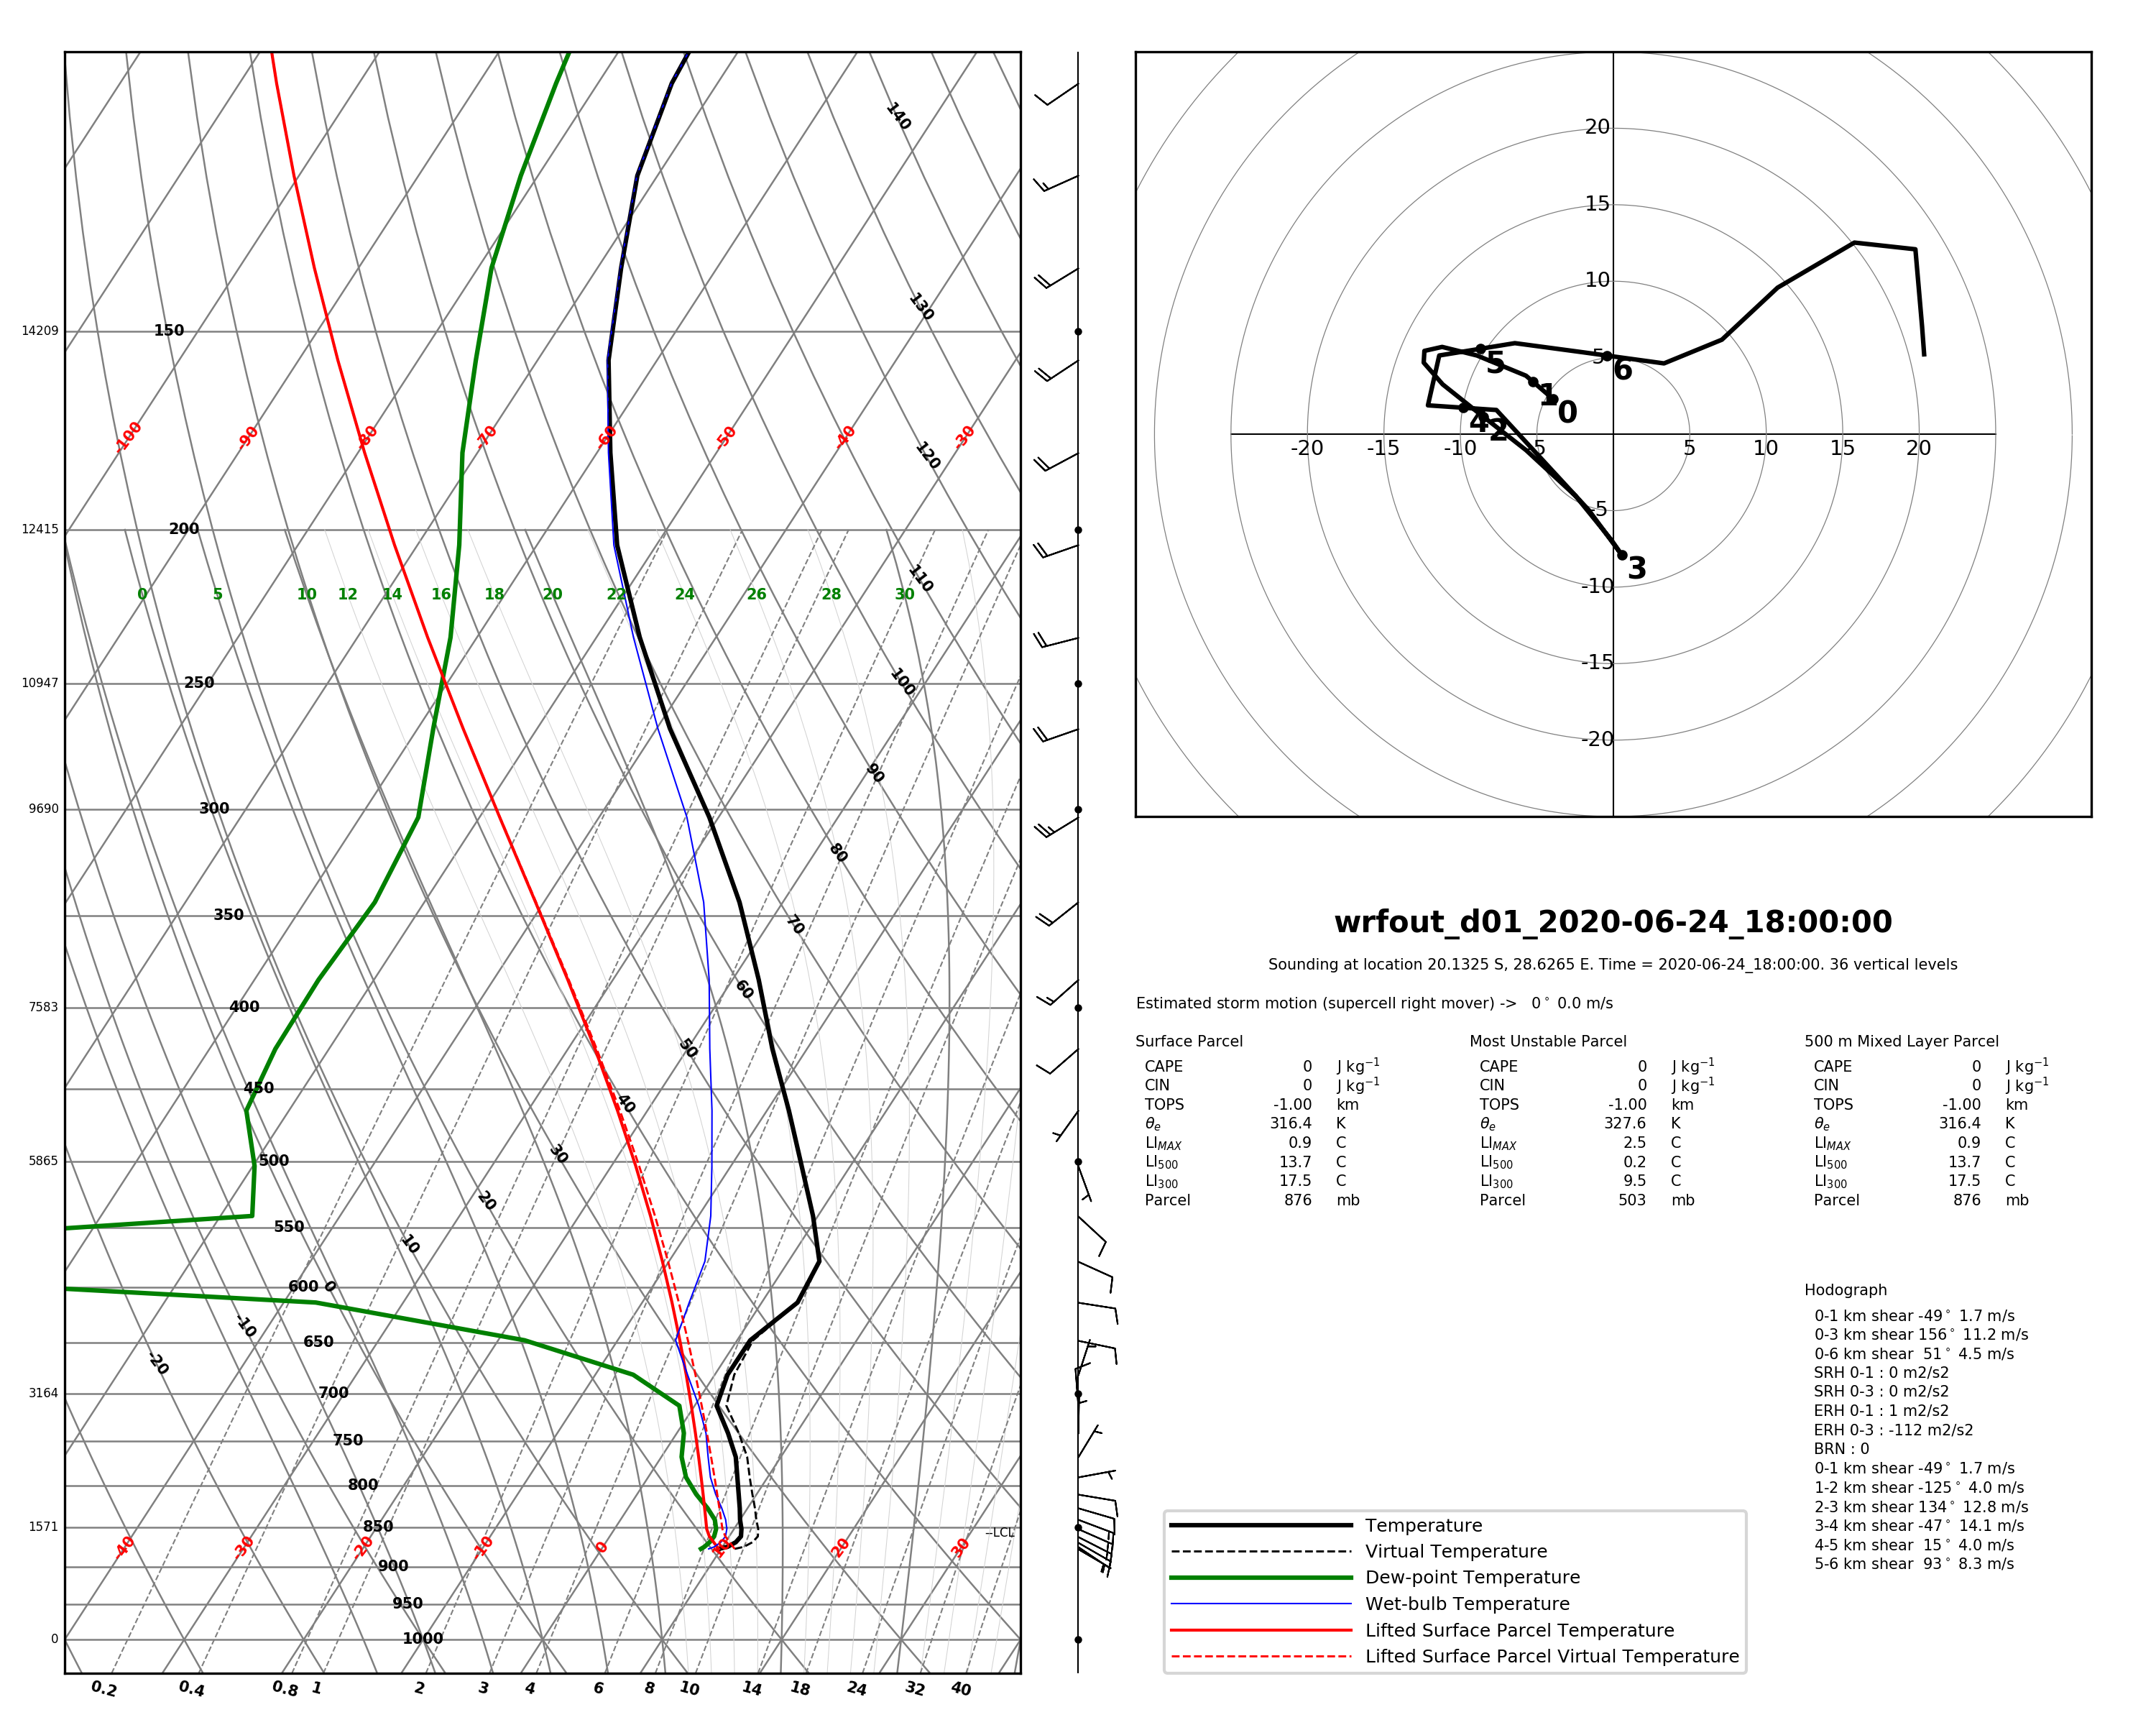 140
130
14209 150
-100 -90 -80 -70 -60 -50 -40 -30
120
12415 200
110
0 5 10 12 14 16 18 20 22 24 26 28 30
10947 250
100
90
9690 300
80
350
70
60
7583 400
50
450
40
5865 500
30
20
550
10
600 0
-10
650
-20
3164 700
750
800
1571 850
--LCL
-40 -30 -20 -10 0 10 20 30
900
950
0 1000
0.2 0.4 0.8 1 2 3 4 6 8 10 14 18 24 32 40
20
15
10
5
-5
-10
-15
-20
-20 -15 -10 -5 5 10 15 20
0
1
2
3
4
5
6
wrfout_d01_2020-06-24_18:00:00
Sounding at location 20.1325 S, 28.6265 E. Time = 2020-06-24_18:00:00. 36 vertical levels
Estimated storm motion (supercell right mover) -> 0° 0.0 m/s
Surface Parcel Most Unstable Parcel 500 m Mixed Layer Parcel
CAPE 0 J kg⁻¹ CAPE 0 J kg⁻¹ CAPE 0 J kg⁻¹
CIN 0 J kg⁻¹ CIN 0 J kg⁻¹ CIN 0 J kg⁻¹
TOPS -1.00 km TOPS -1.00 km TOPS -1.00 km
θe 316.4 K θe 327.6 K θe 316.4 K
LIMAX 0.9 C LIMAX 2.5 C LIMAX 0.9 C
LI500 13.7 C LI500 0.2 C LI500 13.7 C
LI300 17.5 C LI300 9.5 C LI300 17.5 C
Parcel 876 mb Parcel 503 mb Parcel 876 mb
Hodograph
0-1 km shear -49° 1.7 m/s
0-3 km shear 156° 11.2 m/s
0-6 km shear 51° 4.5 m/s
SRH 0-1 : 0 m2/s2
SRH 0-3 : 0 m2/s2
ERH 0-1 : 1 m2/s2
ERH 0-3 : -112 m2/s2
BRN : 0
0-1 km shear -49° 1.7 m/s
1-2 km shear -125° 4.0 m/s
2-3 km shear 134° 12.8 m/s
3-4 km shear -47° 14.1 m/s
4-5 km shear 15° 4.0 m/s
5-6 km shear 93° 8.3 m/s
Temperature
Virtual Temperature
Dew-point Temperature
Wet-bulb Temperature
Lifted Surface Parcel Temperature
Lifted Surface Parcel Virtual Temperature